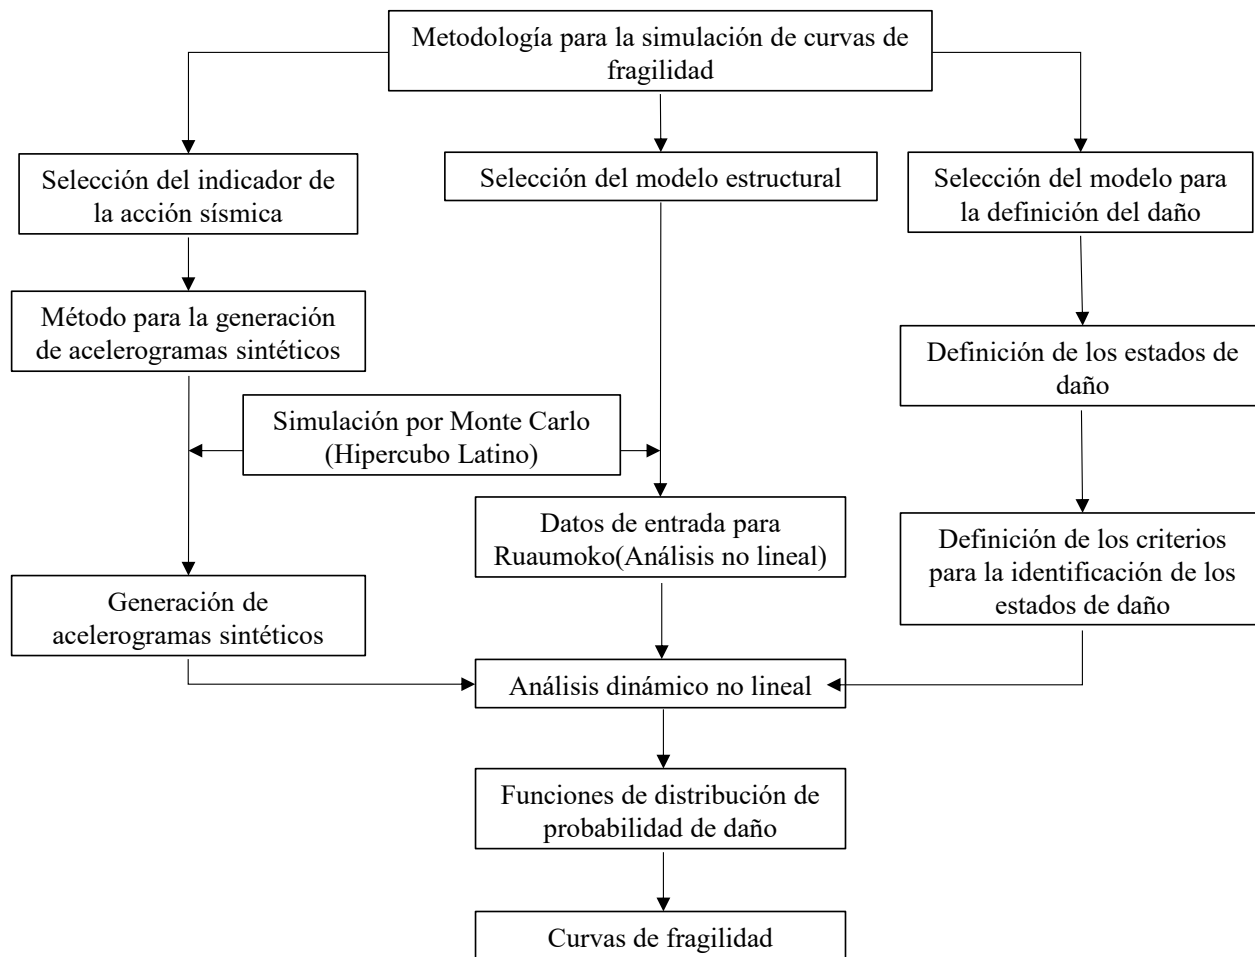 Metodología para la simulación de curvas de
fragilidad
Selección del indicador de
la acción sísmica
Selección del modelo estructural
Selección del modelo para
la definición del daño
Método para la generación
de acelerogramas sintéticos
Definición de los estados de
daño
Simulación por Monte Carlo
(Hipercubo Latino)
Datos de entrada para
Ruaumoko(Análisis no lineal)
Definición de los criterios
para la identificación de los
estados de daño
Generación de
acelerogramas sintéticos
Análisis dinámico no lineal
Funciones de distribución de
probabilidad de daño
Curvas de fragilidad